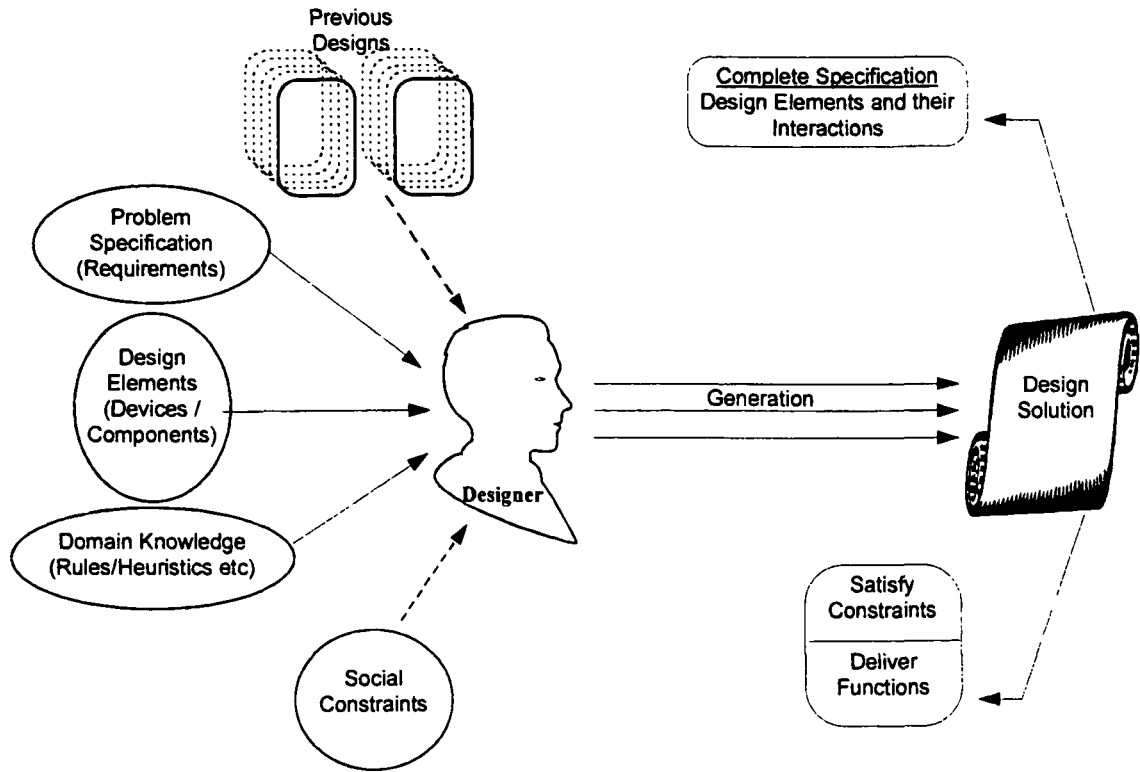 Previous
Designs
Complete Specification
Design Elements and their
Interactions
Problem
Specification
(Requirements)
Design
Elements
(Devices /
Components)
Domain Knowledge
(Rules/Heuristics etc)
Social
Constraints
Designer
Generation
Design
Solution
Satisfy
Constraints
Deliver
Functions